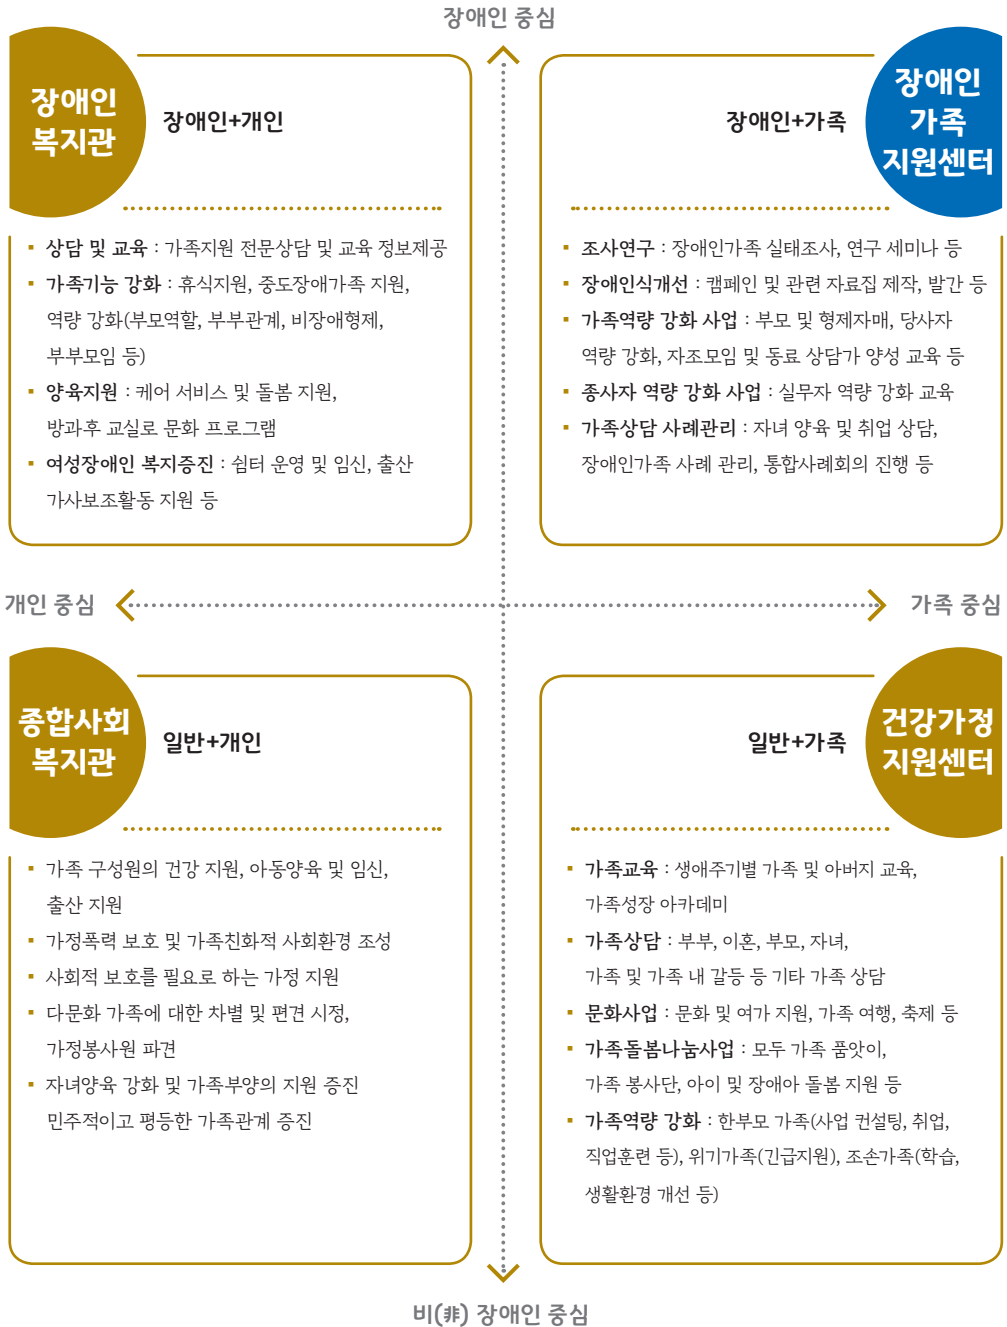 장애인 중심
장애인
복지관
장애인+개인
상담 및 교육 : 가족지원 전문상담 및 교육 정보제공
가족기능 강화 : 휴식지원, 중도장애가족 지원,
역량 강화(부모역할, 부부관계, 비장애형제,
부부모임 등)
양육지원 : 케어 서비스 및 돌봄 지원,
방과후 교실로 문화 프로그램
여성장애인 복지증진 : 쉼터 운영 및 임신, 출산
가사보조활동 지원 등
장애인
가족
지원센터
장애인+가족
조사연구 : 장애인가족 실태조사, 연구 세미나 등
장애인식개선 : 캠페인 및 관련 자료집 제작, 발간 등
가족역량 강화 사업 : 부모 및 형제자매, 당사자
역량 강화, 자조모임 및 동료 상담가 양성 교육 등
종사자 역량 강화 사업 : 실무자 역량 강화 교육
가족상담 사례관리 : 자녀 양육 및 취업 상담,
장애인가족 사례 관리, 통합사례회의 진행 등
개인 중심
가족 중심
종합사회
복지관
일반+개인
가족 구성원의 건강 지원, 아동양육 및 임신,
출산 지원
가정폭력 보호 및 가족친화적 사회환경 조성
사회적 보호를 필요로 하는 가정 지원
다문화 가족에 대한 차별 및 편견 시정,
가정봉사원 파견
자녀양육 강화 및 가족부양의 지원 증진
민주적이고 평등한 가족관계 증진
건강가정
지원센터
일반+가족
가족교육 : 생애주기별 가족 및 아버지 교육,
가족성장 아카데미
가족상담 : 부부, 이혼, 부모, 자녀,
가족 및 가족 내 갈등 등 기타 가족 상담
문화사업 : 문화 및 여가 지원, 가족 여행, 축제 등
가족돌봄나눔사업 : 모두 가족 품앗이,
가족 봉사단, 아이 및 장애아 돌봄 지원 등
가족역량 강화 : 한부모 가족(사업 컨설팅, 취업,
직업훈련 등), 위기가족(긴급지원), 조손가족(학습,
생활환경 개선 등)
비(非) 장애인 중심